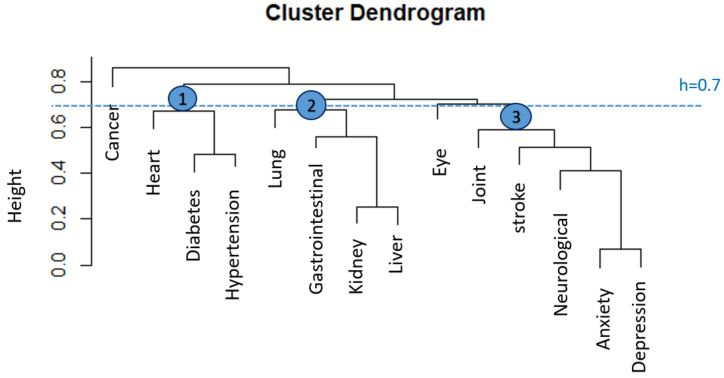 Cluster Dendrogram
h=0.7
Height
0.8
0.6
0.4
0.2
0.0
1
2
3
Cancer
Heart
Diabetes
Hypertension
Lung
Gastrointestinal
Kidney
Liver
Eye
Joint
stroke
Neurological
Anxiety
Depression